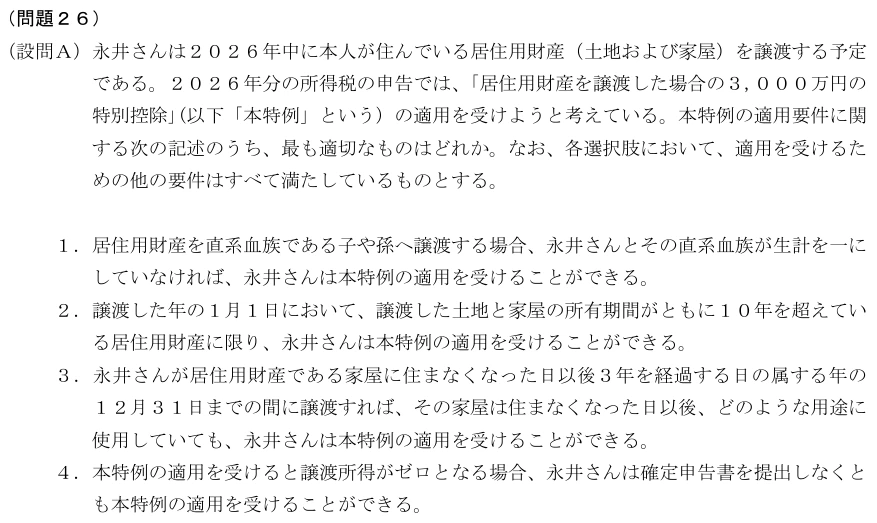 （問題２６）
（設問Ａ）永井さんは２０２６年中に本人が住んでいる居住用財産（土地および家屋）を譲渡する予定
である。２０２６年分の所得税の申告では、「居住用財産を譲渡した場合の３，０００万円の
特別控除」（以下「本特例」という）の適用を受けようと考えている。本特例の適用要件に関
する次の記述のうち、最も適切なものはどれか。なお、各選択肢において、適用を受けるた
めの他の要件はすべて満たしているものとする。
１．居住用財産を直系血族である子や孫へ譲渡する場合、永井さんとその直系血族が生計を一に
していなければ、永井さんは本特例の適用を受けることができる。
２．譲渡した年の１月１日において、譲渡した土地と家屋の所有期間がともに１０年を超えてい
る居住用財産に限り、永井さんは本特例の適用を受けることができる。
３．永井さんが居住用財産である家屋に住まなくなった日以後３年を経過する日の属する年の
１２月３１日までの間に譲渡すれば、その家屋は住まなくなった日以後、どのような用途に
使用していても、永井さんは本特例の適用を受けることができる。
４．本特例の適用を受けると譲渡所得がゼロとなる場合、永井さんは確定申告書を提出しなくと
も本特例の適用を受けることができる。